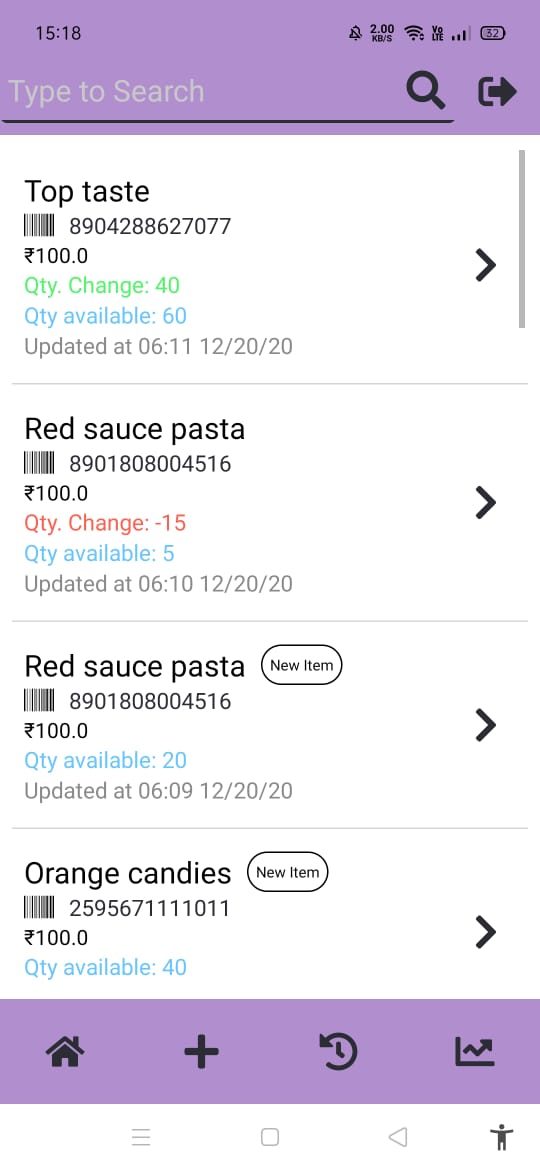 15:18
2.00
KB/S
Vo
LTE
32
Type to Search
Top taste
8904288627077
₹100.0
Qty. Change: 40
Qty available: 60
Updated at 06:11 12/20/20
Red sauce pasta
8901808004516
₹100.0
Qty. Change: -15
Qty available: 5
Updated at 06:10 12/20/20
Red sauce pasta New Item
8901808004516
₹100.0
Qty available: 20
Updated at 06:09 12/20/20
Orange candies New Item
2595671111011
₹100.0
Qty available: 40